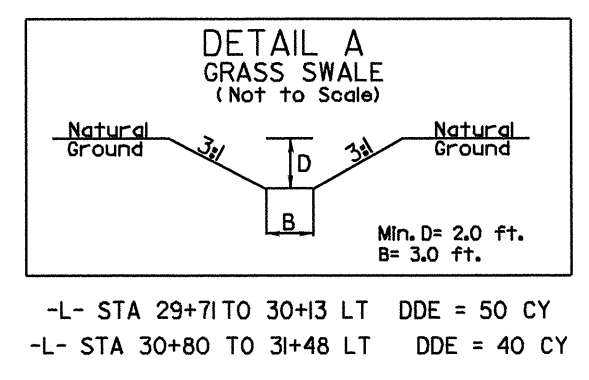 DETAIL A
GRASS SWALE
(Not to Scale)
Natural
Ground
3:1
D
3:1
Natural
Ground
B
Min. D= 2.0 ft.
B= 3.0 ft.
-L- STA 29+71 TO 30+13 LT DDE = 50 CY
-L- STA 30+80 TO 31+48 LT DDE = 40 CY